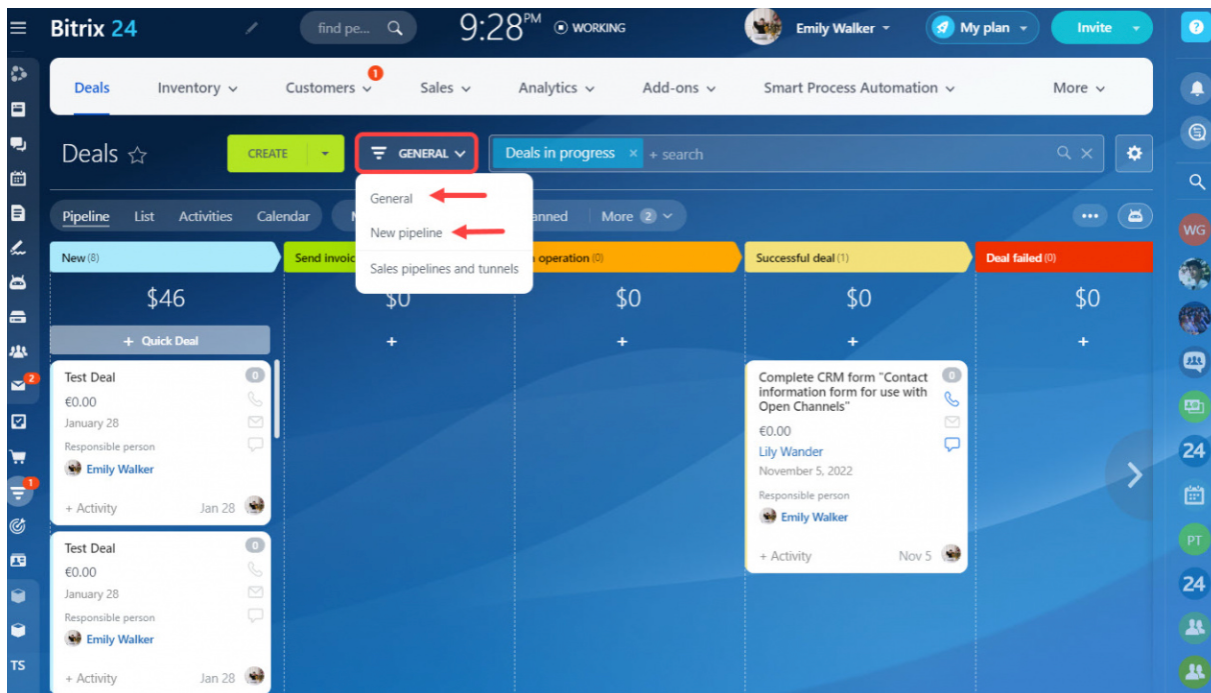 Bitrix 24
find pe...
9:28 PM
WORKING
Emily Walker
My plan
Invite
?
Deals
Inventory
Customers
1
Sales
Analytics
Add-ons
Smart Process Automation
More
Deals
CREATE
GENERAL
Deals in progress × + search
General
New pipeline
Sales pipelines and tunnels
Pipeline
List
Activities
Calendar
More 2
WG
New (8)
operation (0)
Successful deal (1)
Deal failed (0)
$46
$0
$0
$0
$0
+ Quick Deal
+
+
+
+
2
Test Deal
0
€0.00
January 28
Responsible person
Emily Walker
+ Activity
Jan 28
Complete CRM form "Contact
information form for use with
Open Channels"
0
€0.00
Lily Wander
November 5, 2022
Responsible person
Emily Walker
+ Activity
Nov 5
24
1
Test Deal
0
€0.00
January 28
Responsible person
Emily Walker
+ Activity
Jan 28
PT
24
TS